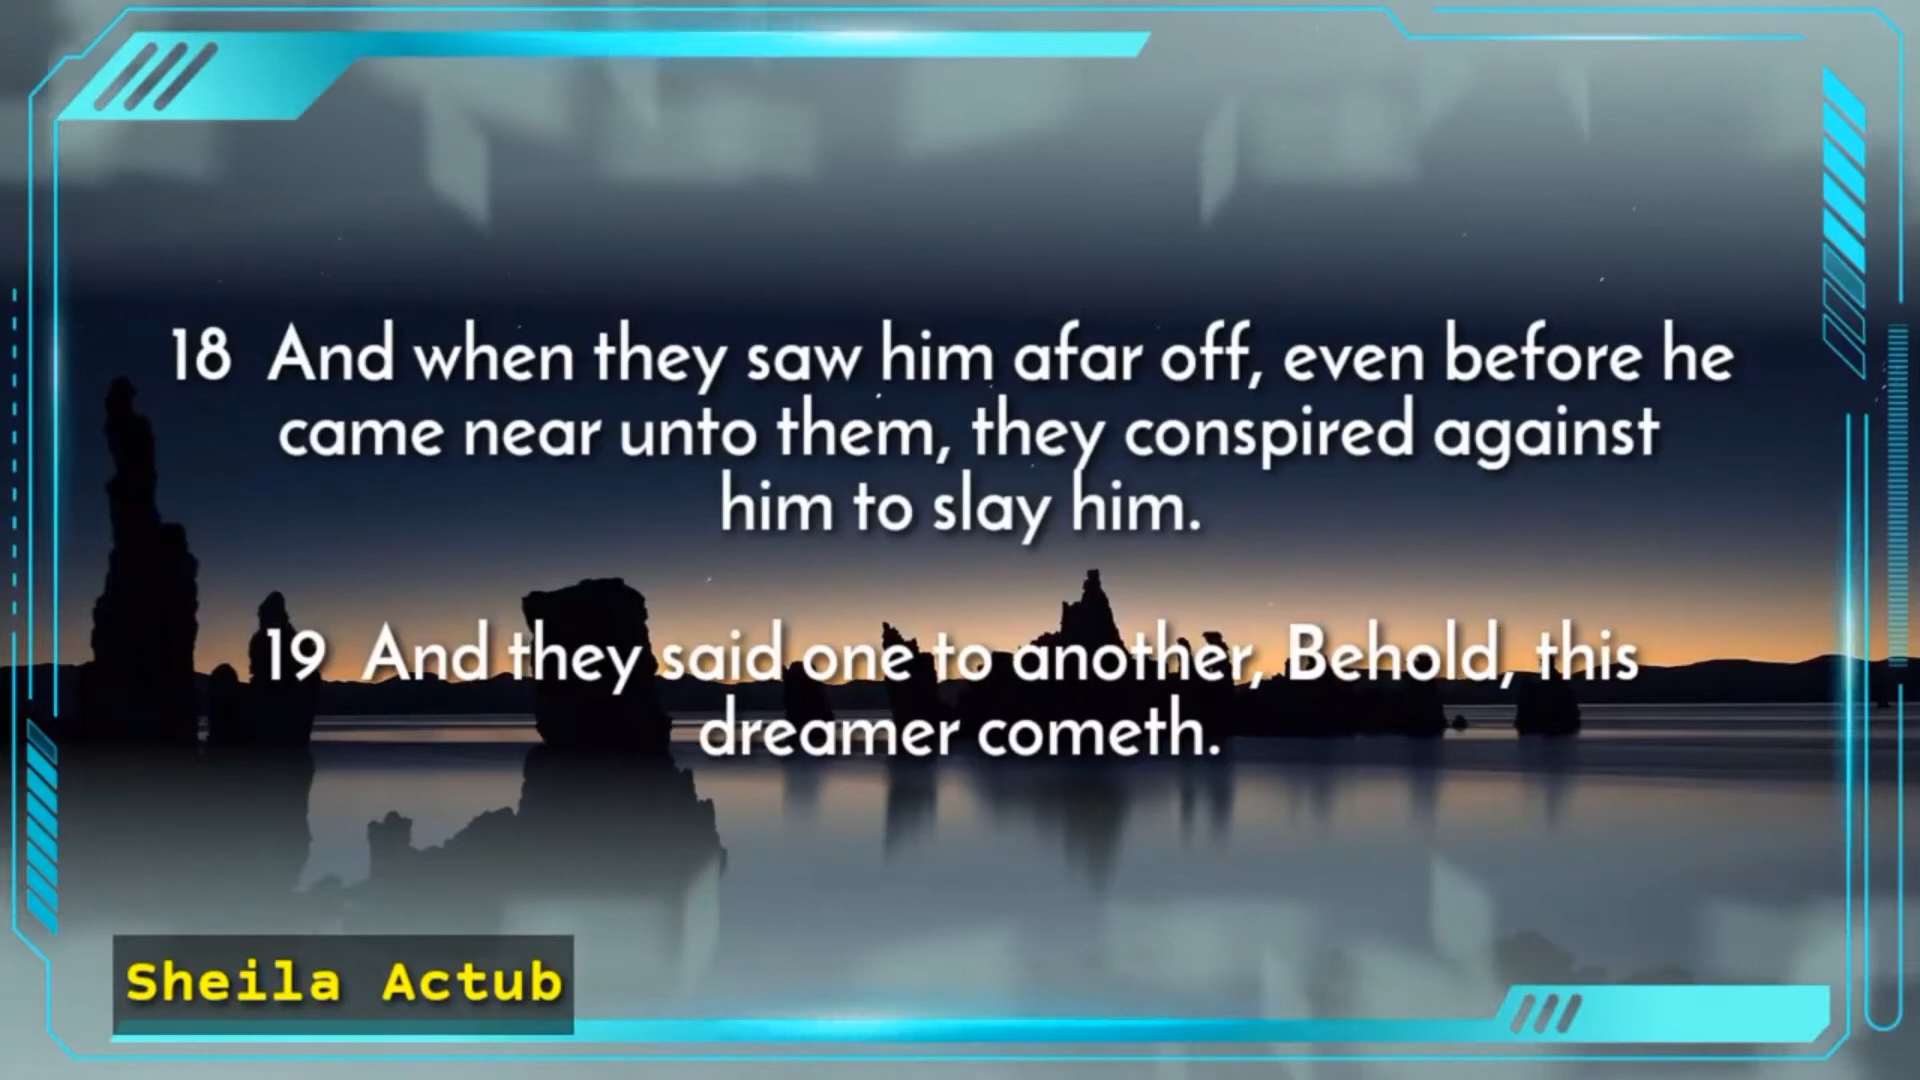 18 And when they saw him afar off, even before he
came near unto them, they conspired against
him to slay him.
19 And they said one to another, Behold, this
dreamer cometh.
Sheila Actub